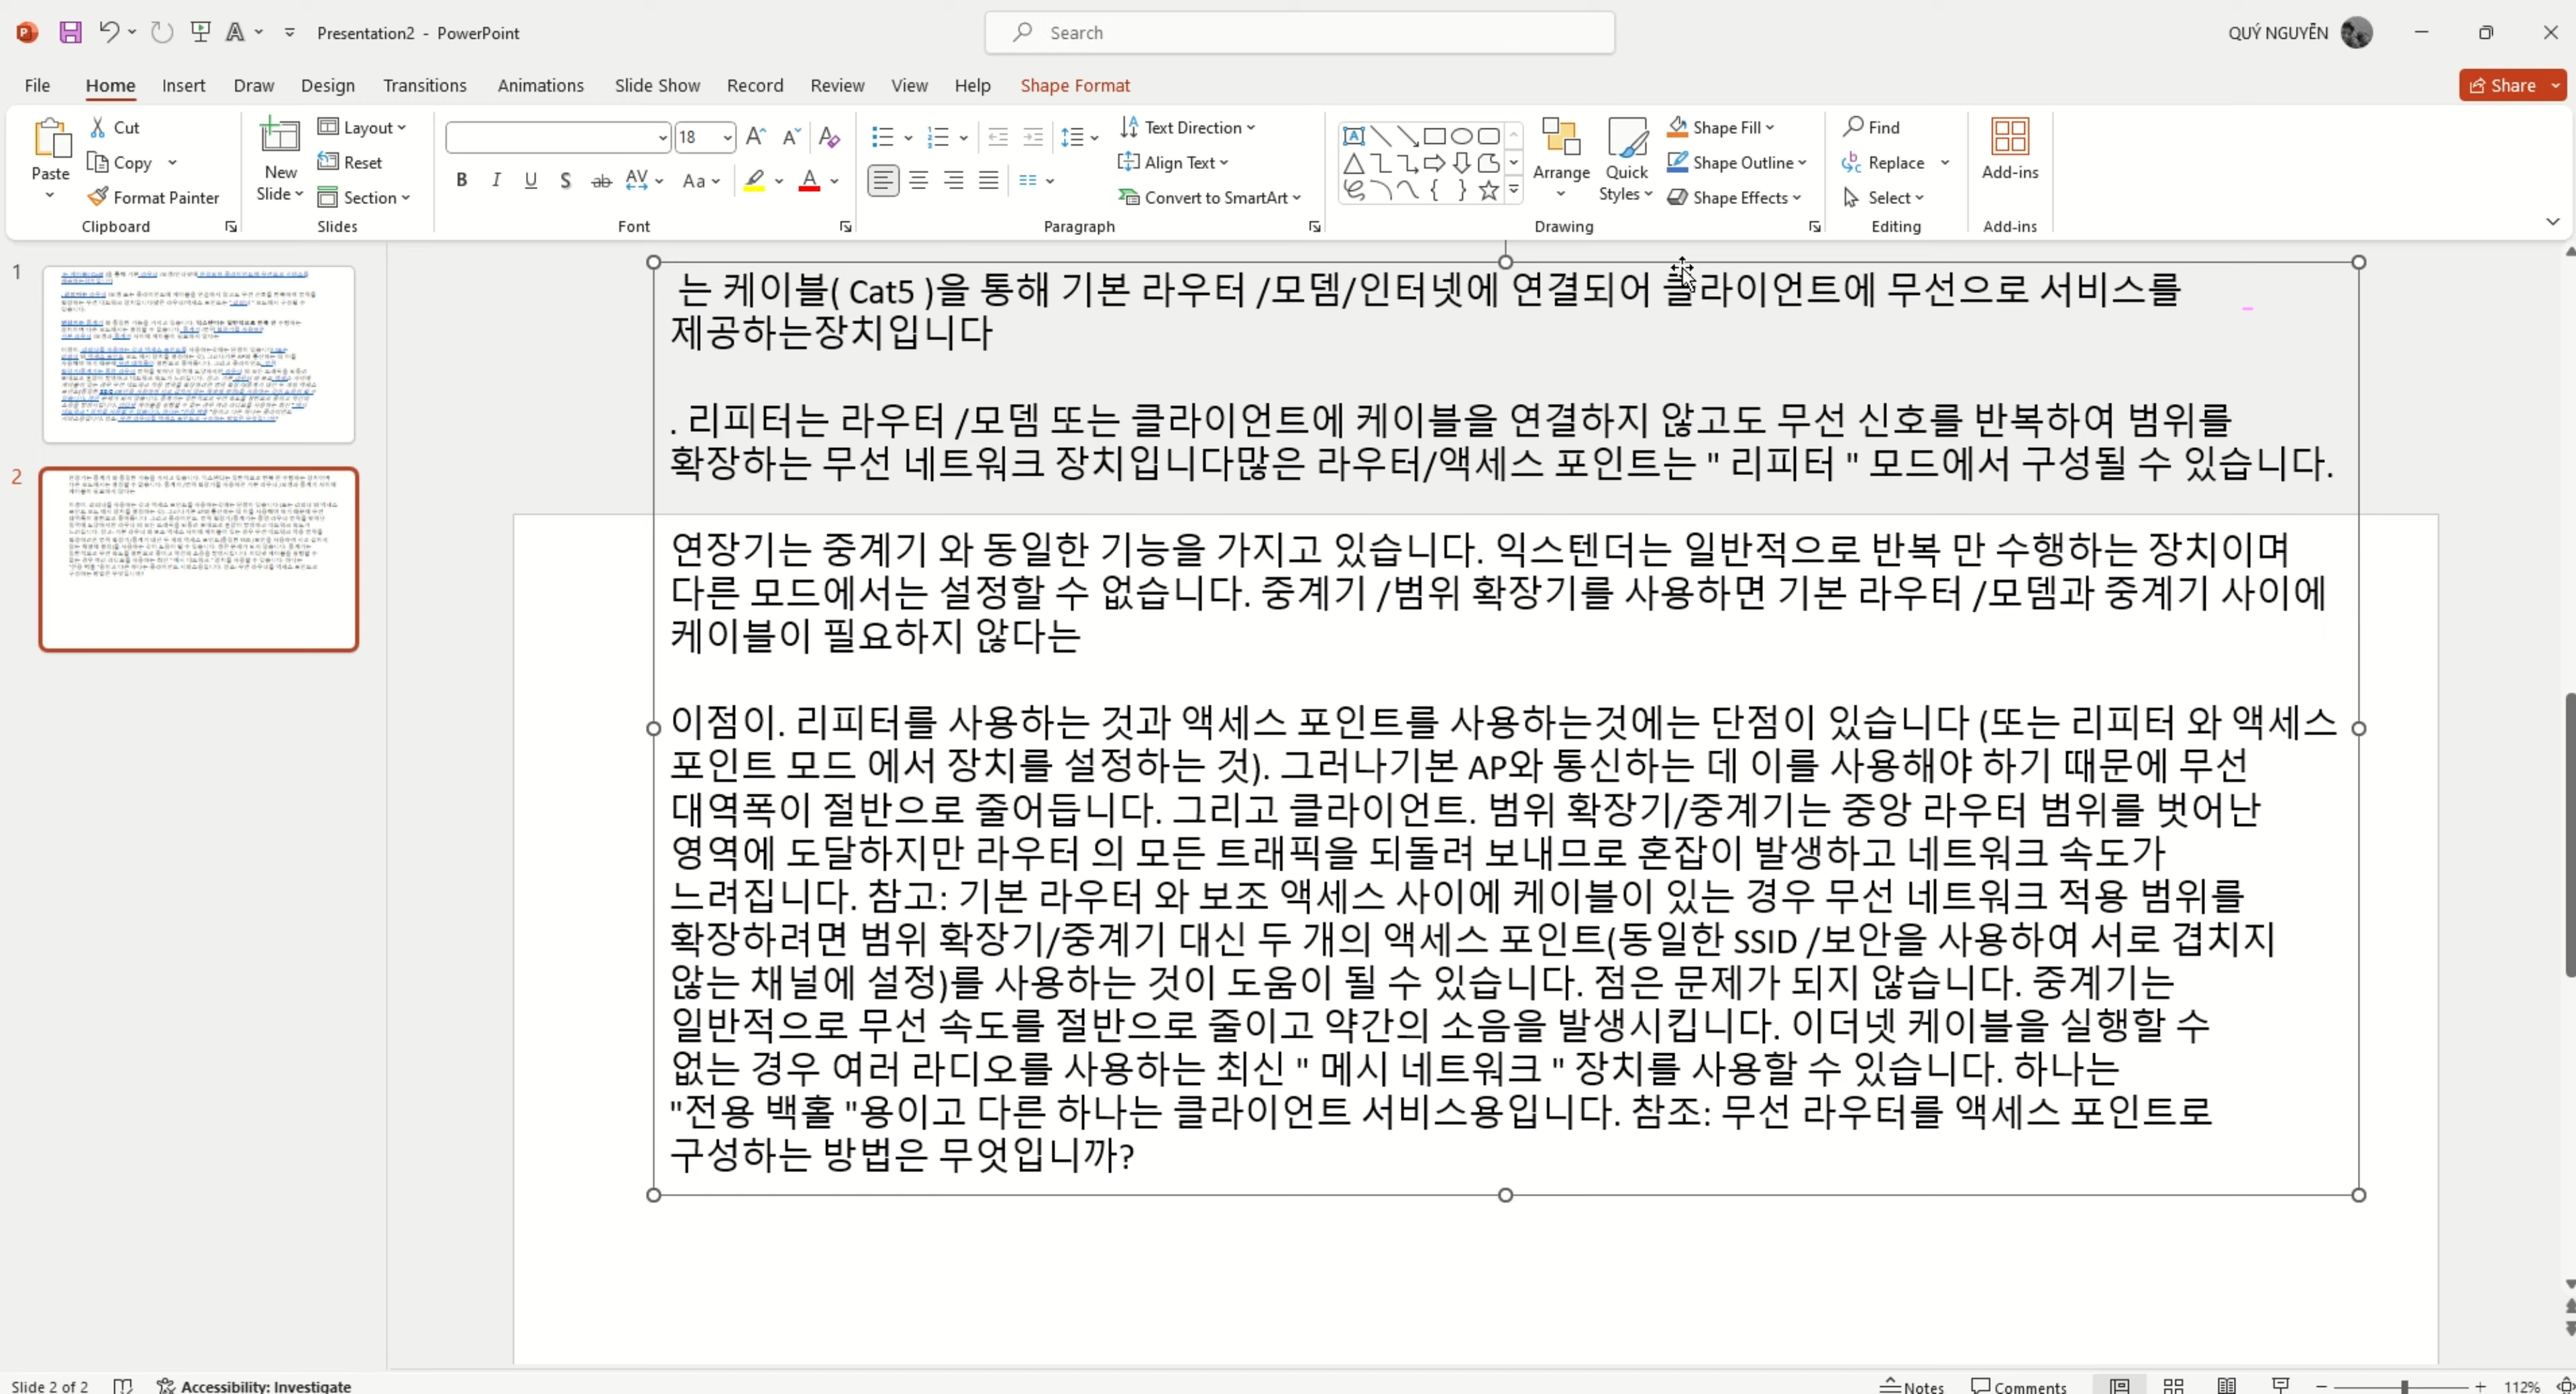 Presentation2 - PowerPoint
Search
QUÝ NGUYỄN
File Home Insert Draw Design Transitions Animations Slide Show Record Review View Help Shape Format
Share
Paste
Cut
Copy
Format Painter
Clipboard
New Slide
Layout
Reset
Section
Slides
18
Font
Text Direction
Align Text
Convert to SmartArt
Paragraph
Arrange
Quick Styles
Shape Fill
Shape Outline
Shape Effects
Drawing
Find
Replace
Select
Editing
Add-ins
Add-ins
1
2
는 케이블( Cat5 )을 통해 기본 라우터 /모뎀/인터넷에 연결되어 클라이언트에 무선으로 서비스를
제공하는장치입니다
. 리피터는 라우터 /모뎀 또는 클라이언트에 케이블을 연결하지 않고도 무선 신호를 반복하여 범위를
확장하는 무선 네트워크 장치입니다많은 라우터/액세스 포인트는 " 리피터 " 모드에서 구성될 수 있습니다.
연장기는 중계기 와 동일한 기능을 가지고 있습니다. 익스텐더는 일반적으로 반복 만 수행하는 장치이며
다른 모드에서는 설정할 수 없습니다. 중계기 /범위 확장기를 사용하면 기본 라우터 /모뎀과 중계기 사이에
케이블이 필요하지 않다는
이점이. 리피터를 사용하는 것과 액세스 포인트를 사용하는것에는 단점이 있습니다 (또는 리피터 와 액세스
포인트 모드 에서 장치를 설정하는 것). 그러나기본 AP와 통신하는 데 이를 사용해야 하기 때문에 무선
대역폭이 절반으로 줄어듭니다. 그리고 클라이언트. 범위 확장기/중계기는 중앙 라우터 범위를 벗어난
영역에 도달하지만 라우터 의 모든 트래픽을 되돌려 보내므로 혼잡이 발생하고 네트워크 속도가
느려집니다. 참고: 기본 라우터 와 보조 액세스 사이에 케이블이 있는 경우 무선 네트워크 적용 범위를
확장하려면 범위 확장기/중계기 대신 두 개의 액세스 포인트(동일한 SSID /보안을 사용하여 서로 겹치지
않는 채널에 설정)를 사용하는 것이 도움이 될 수 있습니다. 점은 문제가 되지 않습니다. 중계기는
일반적으로 무선 속도를 절반으로 줄이고 약간의 소음을 발생시킵니다. 이더넷 케이블을 실행할 수
없는 경우 여러 라디오를 사용하는 최신 " 메시 네트워크 " 장치를 사용할 수 있습니다. 하나는
"전용 백홀 "용이고 다른 하나는 클라이언트 서비스용입니다. 참조: 무선 라우터를 액세스 포인트로
구성하는 방법은 무엇입니까?
Slide 2 of 2
Accessibility: Investigate
Notes
Comments
112%